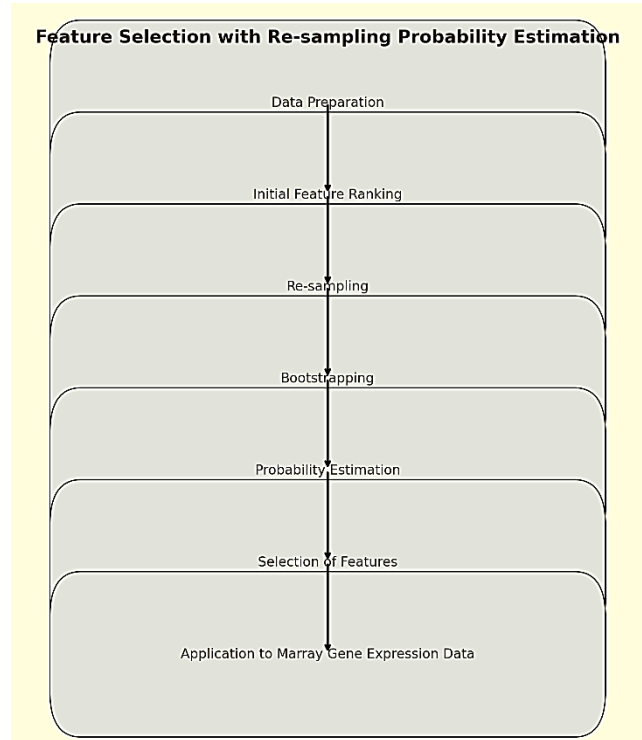 Feature Selection with Re-sampling Probability Estimation
Data Preparation
Initial Feature Ranking
Re-sampling
Bootstrapping
Probability Estimation
Selection of Features
Application to Marray Gene Expression Data